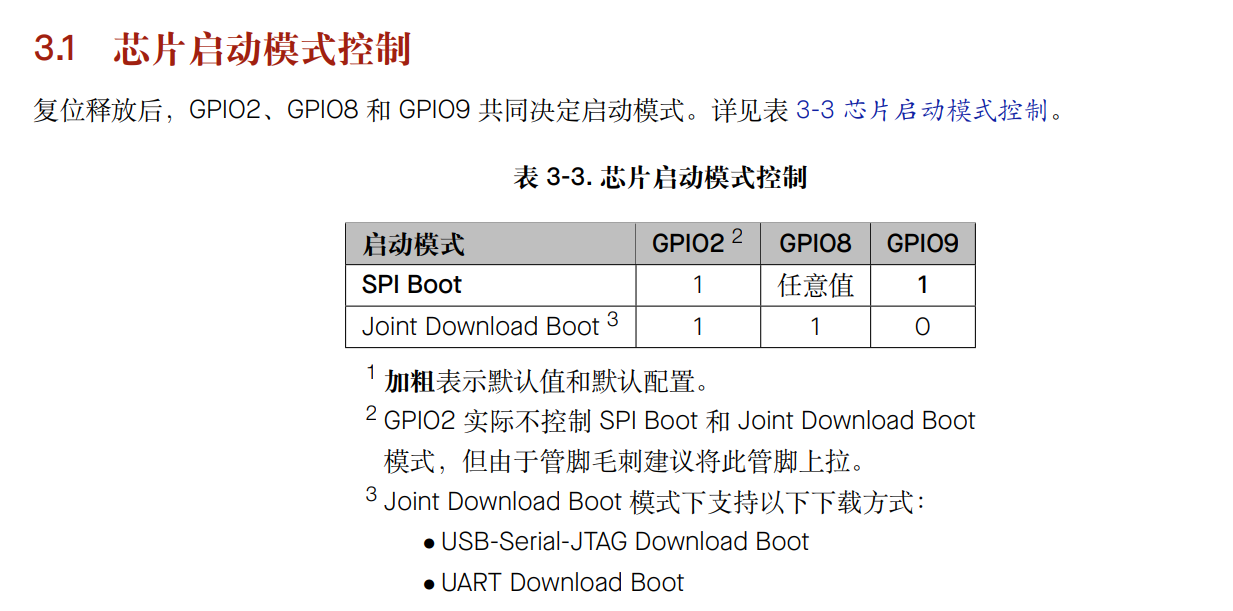 3.1 芯片启动模式控制
复位释放后，GPIO2、GPIO8 和 GPIO9 共同决定启动模式。详见表 3-3 芯片启动模式控制。
表 3-3. 芯片启动模式控制
启动模式 GPIO2 2 GPIO8 GPIO9
SPI Boot 1 任意值 1
Joint Download Boot 3 1 1 0
1 加粗表示默认值和默认配置。
2 GPIO2 实际不控制 SPI Boot 和 Joint Download Boot
模式，但由于管脚毛刺建议将此管脚上拉。
3 Joint Download Boot 模式下支持以下下载方式：
• USB-Serial-JTAG Download Boot
• UART Download Boot